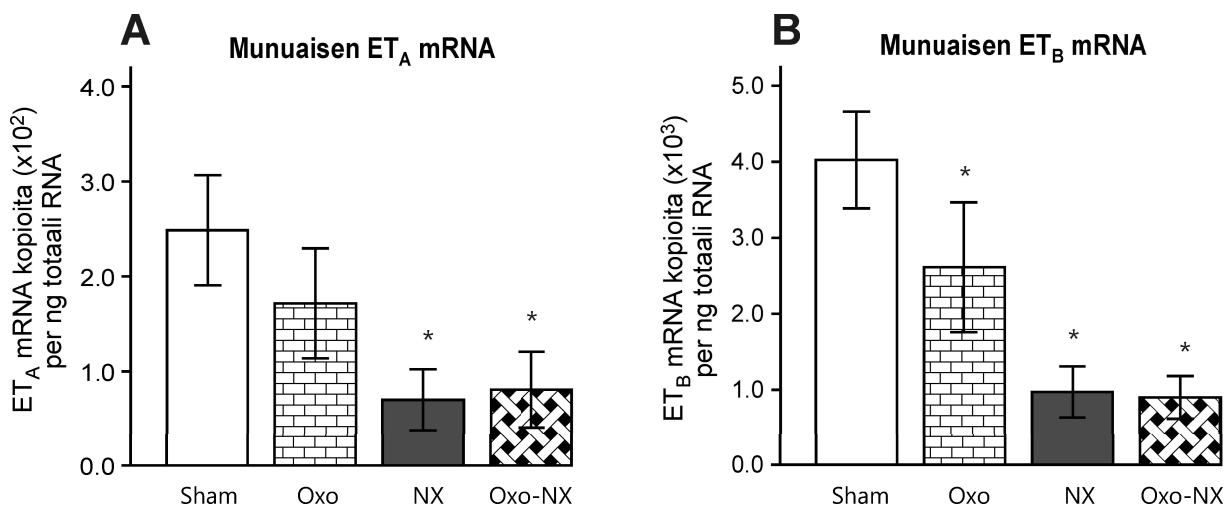 A
Munuaisen ETA mRNA
ETA mRNA kopioita (x10²)
per ng totaali RNA
4.0
3.0
2.0
1.0
0.0
*
*
Sham Oxo NX Oxo-NX
B
Munuaisen ETB mRNA
ETB mRNA kopioita (x10³)
per ng totaali RNA
5.0
4.0
3.0
2.0
1.0
0.0
*
*
*
Sham Oxo NX Oxo-NX